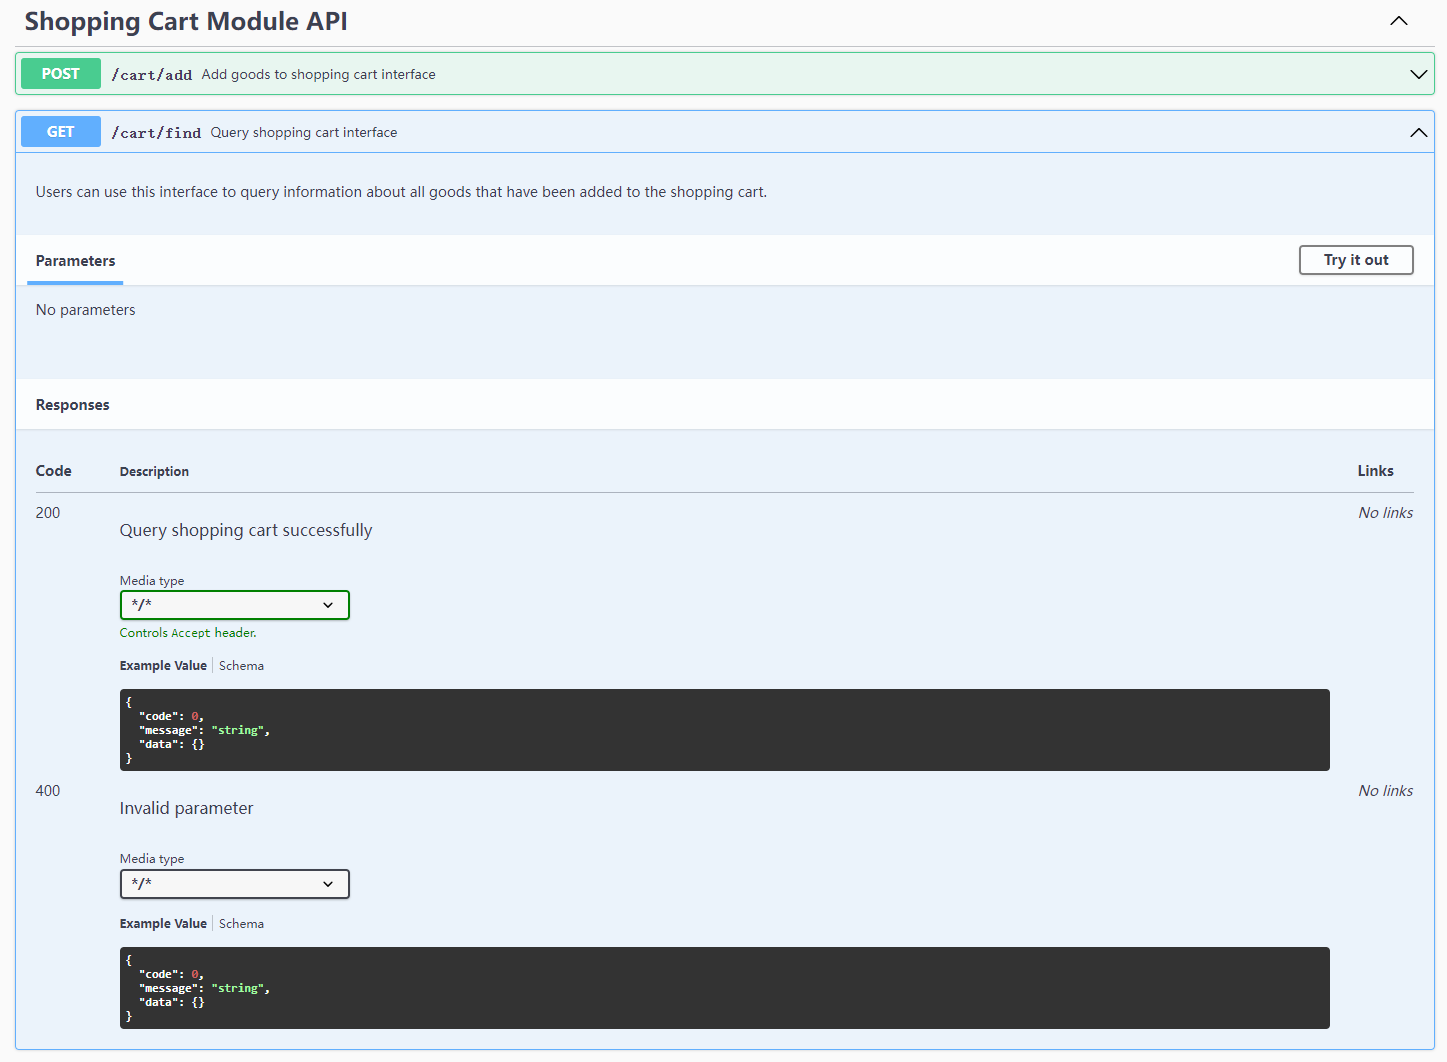 Shopping Cart Module API
POST /cart/add Add goods to shopping cart interface
GET /cart/find Query shopping cart interface
Users can use this interface to query information about all goods that have been added to the shopping cart.
Parameters Try it out
No parameters
Responses
Code Description Links
200 No links
Query shopping cart successfully
Media type
*/*
Controls Accept header.
Example Value Schema
{
"code": 0,
"message": "string",
"data": {}
}
400 No links
Invalid parameter
Media type
*/*
Example Value Schema
{
"code": 0,
"message": "string",
"data": {}
}